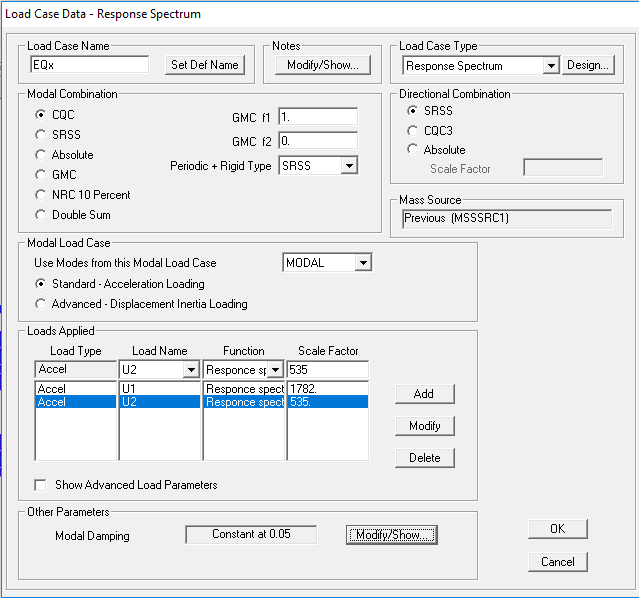 Load Case Data - Response Spectrum
Load Case Name
EQx
Set Def Name
Notes
Modify/Show...
Load Case Type
Response Spectrum
Design...
Modal Combination
CQC
SRSS
Absolute
GMC
NRC 10 Percent
Double Sum
GMC f1
1.
GMC f2
0.
Periodic + Rigid Type
SRSS
Directional Combination
SRSS
CQC3
Absolute
Scale Factor
Mass Source
Previous (MSSSRC1)
Modal Load Case
Use Modes from this Modal Load Case
MODAL
Standard - Acceleration Loading
Advanced - Displacement Inertia Loading
Loads Applied
Load Type Load Name Function Scale Factor
Accel U2 Responce sp 535
Accel U1 Responce spect 1782.
Accel U2 Responce spect 535.
Add
Modify
Delete
Show Advanced Load Parameters
Other Parameters
Modal Damping
Constant at 0.05
Modify/Show...
OK
Cancel